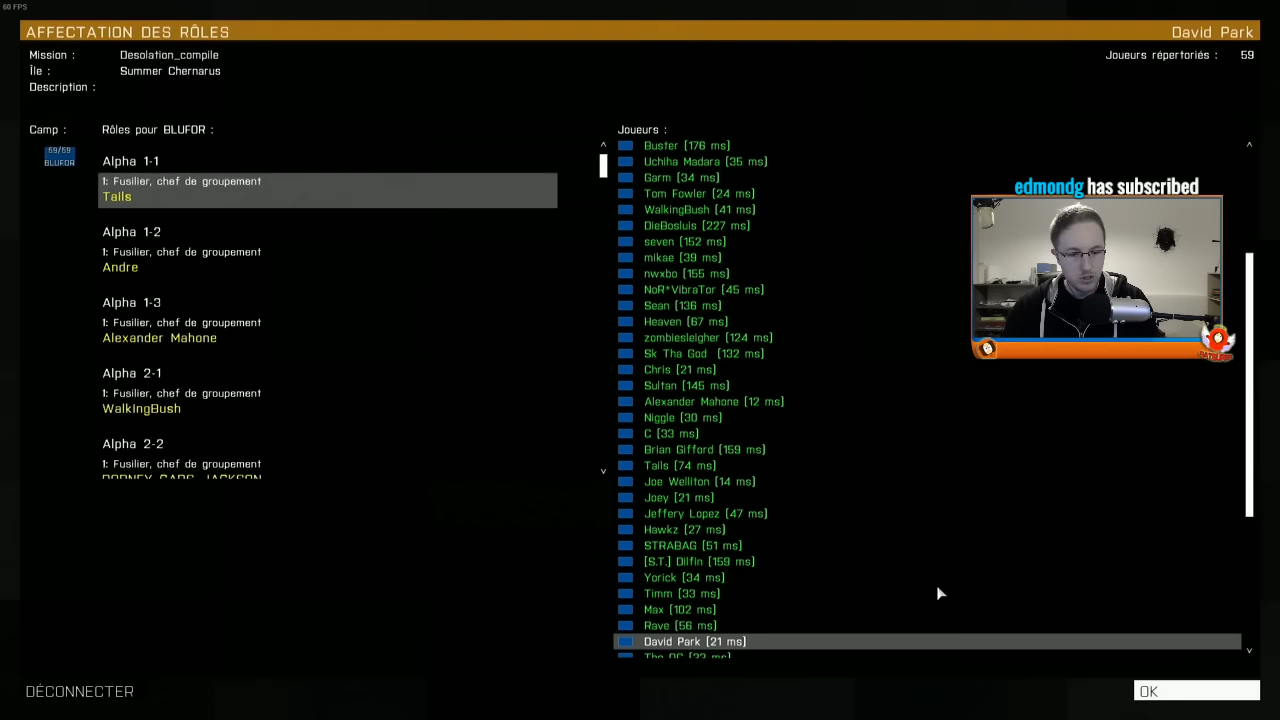 60 FPS
AFFECTATION DES RÔLES
David Park
Mission : Desolation_compile
Joueurs répertoriés : 59
Île : Summer Chernarus
Description :
Camp : Rôles pour BLUFOR :
59/59
BLUFOR
Alpha 1-1
1: Fusilier, chef de groupement
Tails
Alpha 1-2
1: Fusilier, chef de groupement
Andre
Alpha 1-3
1: Fusilier, chef de groupement
Alexander Mahone
Alpha 2-1
1: Fusilier, chef de groupement
WalkingBush
Alpha 2-2
1: Fusilier, chef de groupement
Joueurs :
Buster [176 ms]
Uchiha Madara [35 ms]
Garm [34 ms]
Tom Fowler [24 ms]
WalkingBush [41 ms]
DieBosluis [227 ms]
seven [152 ms]
mikae [39 ms]
nwxbo [155 ms]
NoR*VibraTor [45 ms]
Sean [136 ms]
Heaven [67 ms]
zombiesleigher [124 ms]
Sk Tha God [132 ms]
Chris [21 ms]
Sultan [145 ms]
Alexander Mahone [12 ms]
Niggle [30 ms]
C [33 ms]
Brian Gifford [159 ms]
Tails [74 ms]
Joe Welliton [14 ms]
Joey [21 ms]
Jeffery Lopez [47 ms]
Hawkz [27 ms]
STRABAG [51 ms]
[S.T.] Dilfin [159 ms]
Yorick [34 ms]
Timm [33 ms]
Max [102 ms]
Rave [56 ms]
David Park [21 ms]
edmondg has subscribed
DÉCONNECTER
OK